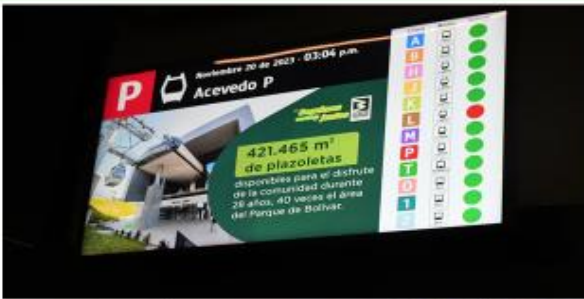 Noviembre 20 de 2023 - 03:04 p.m.
P
Acevedo P
421.465 m²
de plazoletas
disponibles para el disfrute
de la comunidad durante
28 años, 40 veces el área
del Parque de Bolívar.
A
B
H
J
K
L
M
P
T
O
1